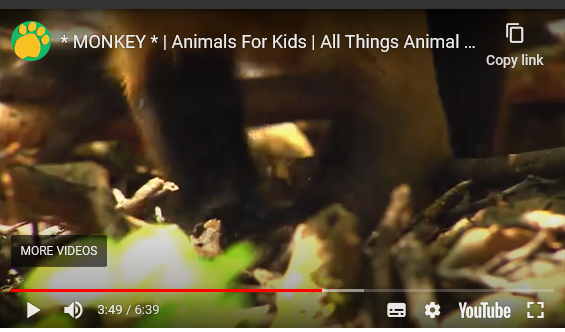 * MONKEY * | Animals For Kids | All Things Animal ...
Copy link
MORE VIDEOS
3:49 / 6:39
YouTube